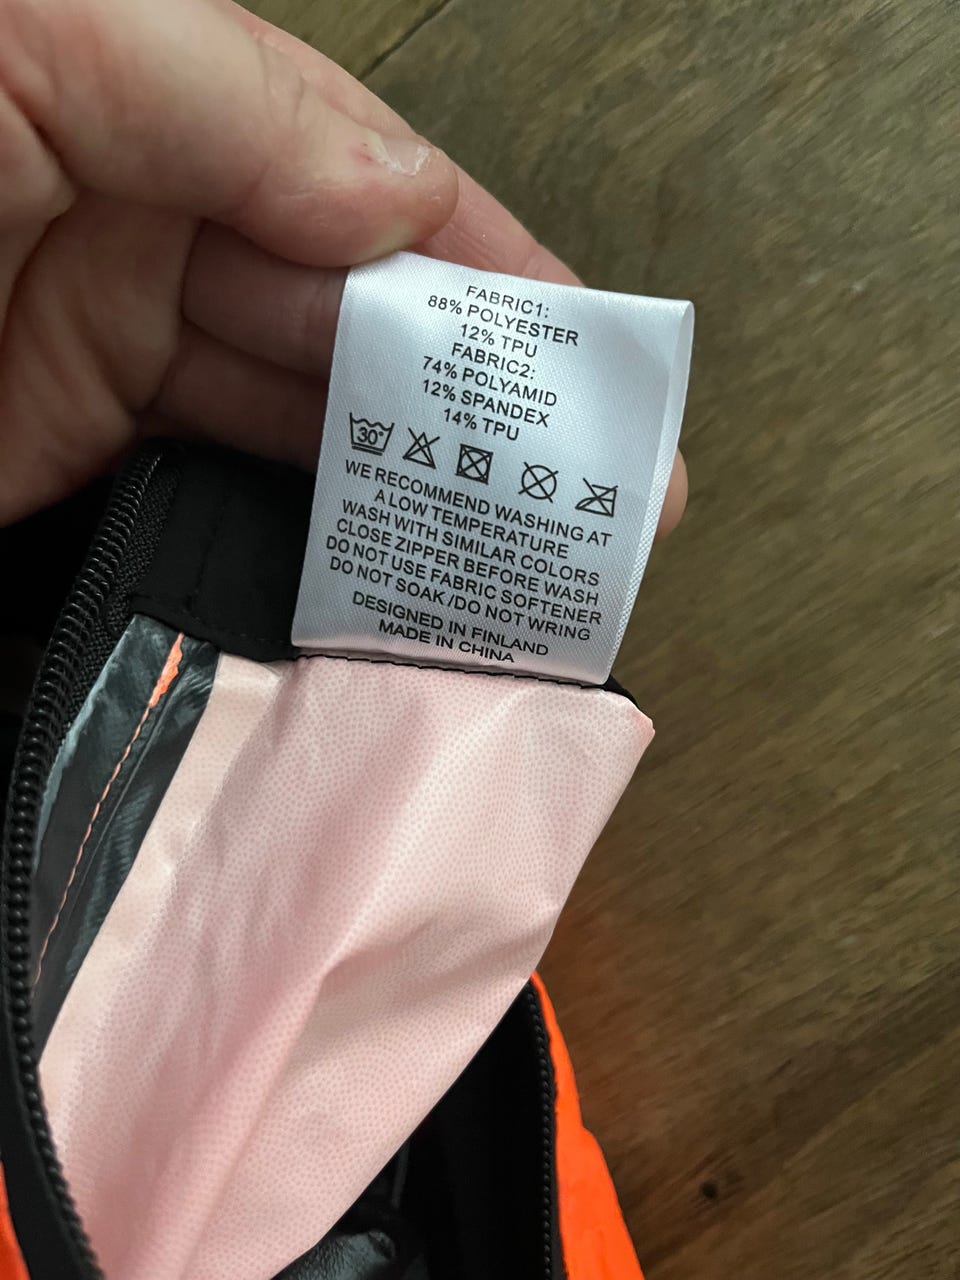 FABRIC1:
88% POLYESTER
12% TPU
FABRIC2:
74% POLYAMID
12% SPANDEX
14% TPU
30°
WE RECOMMEND WASHING AT
A LOW TEMPERATURE
WASH WITH SIMILAR COLORS
CLOSE ZIPPER BEFORE WASH
DO NOT USE FABRIC SOFTENER
DO NOT SOAK /DO NOT WRING
DESIGNED IN FINLAND
MADE IN CHINA